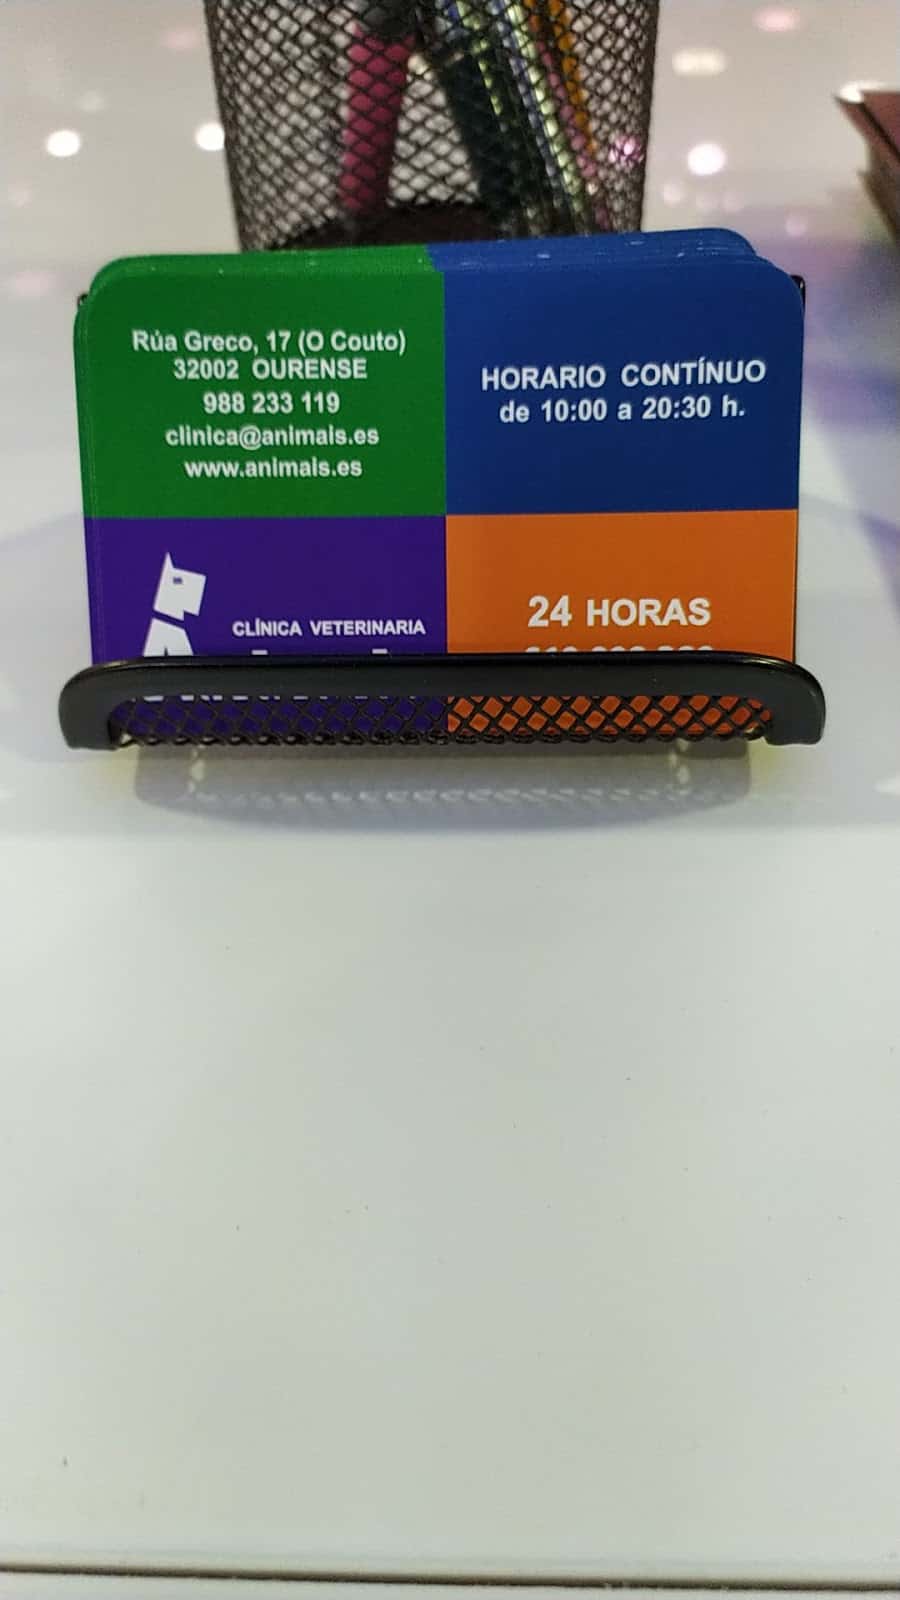 Rúa Greco, 17 (O Couto)
32002 OURENSE
988 233 119
clinica@animais.es
www.animais.es
HORARIO CONTÍNUO
de 10:00 a 20:30 h.
CLÍNICA VETERINARIA
24 HORAS